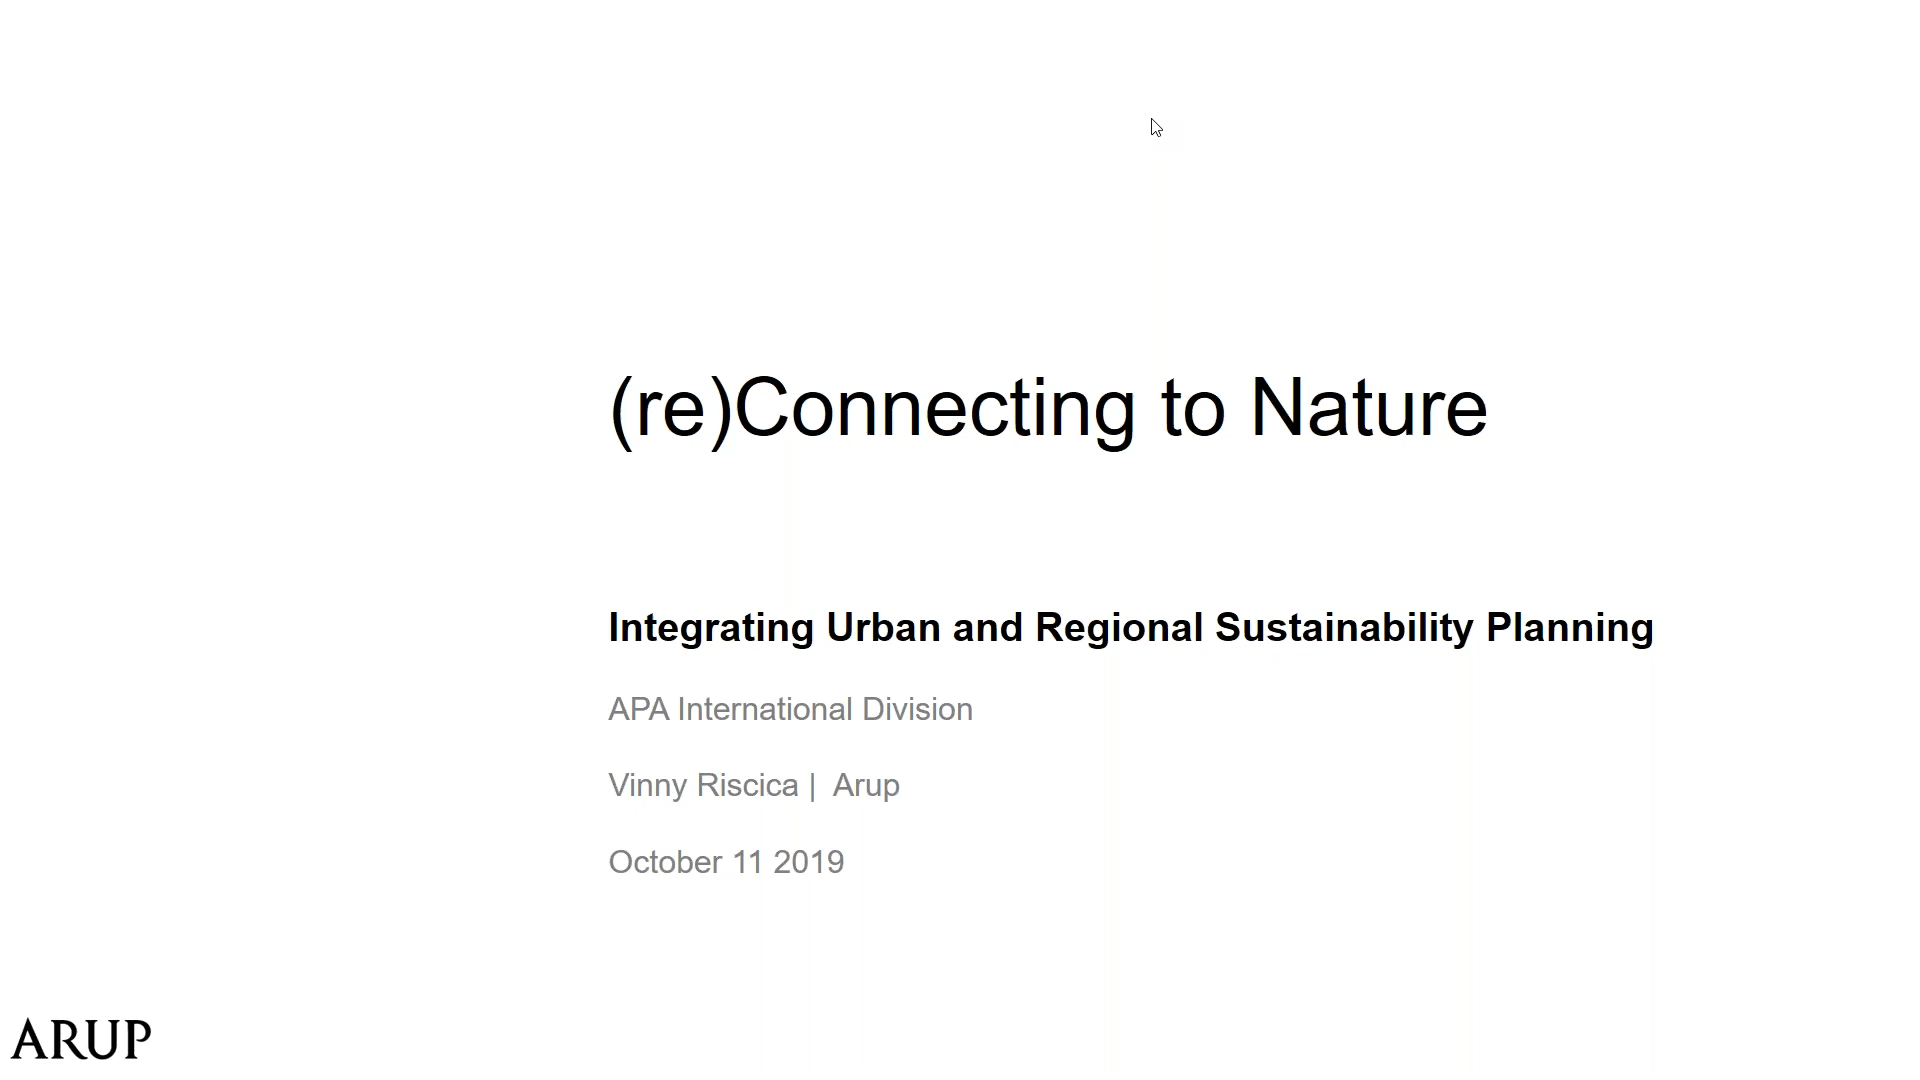 (re)Connecting to Nature
Integrating Urban and Regional Sustainability Planning
APA International Division
Vinny Riscica | Arup
October 11 2019
ARUP